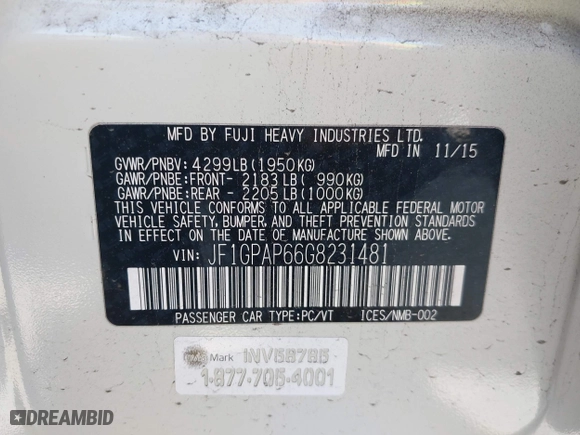 MFD BY FUJI HEAVY INDUSTRIES LTD.
MFD IN 11/15
GVWR/PNBV: 4299LB(1950KG)
GAWR/PNBE:FRONT- 2183LB( 990KG)
GAWR/PNBE:REAR - 2205LB(1000KG)
THIS VEHICLE CONFORMS TO ALL APPLICABLE FEDERAL MOTOR
VEHICLE SAFETY, BUMPER, AND THEFT PREVENTION STANDARDS
IN EFFECT ON THE DATE OF MANUFACTURE SHOWN ABOVE.
VIN: JF1GPAP66G8231481
PASSENGER CAR TYPE:PC/VT ICES/NMB-002
Mark
1-877-705-4001
DREAMBID